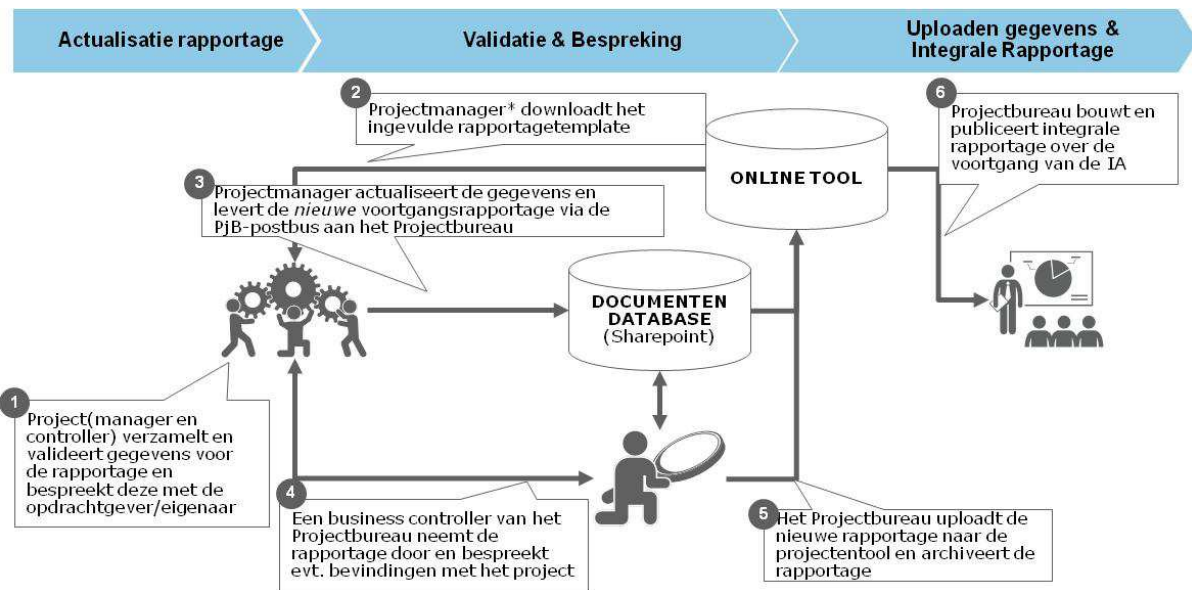 Actualisatie rapportage
Validatie & Bespreking
Uploaden gegevens &
Integrale Rapportage
2
Projectmanager* downloadt het
ingevulde rapportagetemplate
6
Projectbureau bouwt en
publiceert integrale
rapportage over de
voortgang van de IA
ONLINE TOOL
3
Projectmanager actualiseert de gegevens en
levert de nieuwe voortgangsrapportage via de
PjB-postbus aan het Projectbureau
DOCUMENTEN
DATABASE
(Sharepoint)
1
Project(manager en
controller) verzamelt en
valideert gegevens voor
de rapportage en
bespreekt deze met de
opdrachtgever/eigenaar
4
Een business controller van het
Projectbureau neemt de
rapportage door en bespreekt
evt. bevindingen met het project
5
Het Projectbureau uploadt de
nieuwe rapportage naar de
projectentool en archiveert de
rapportage